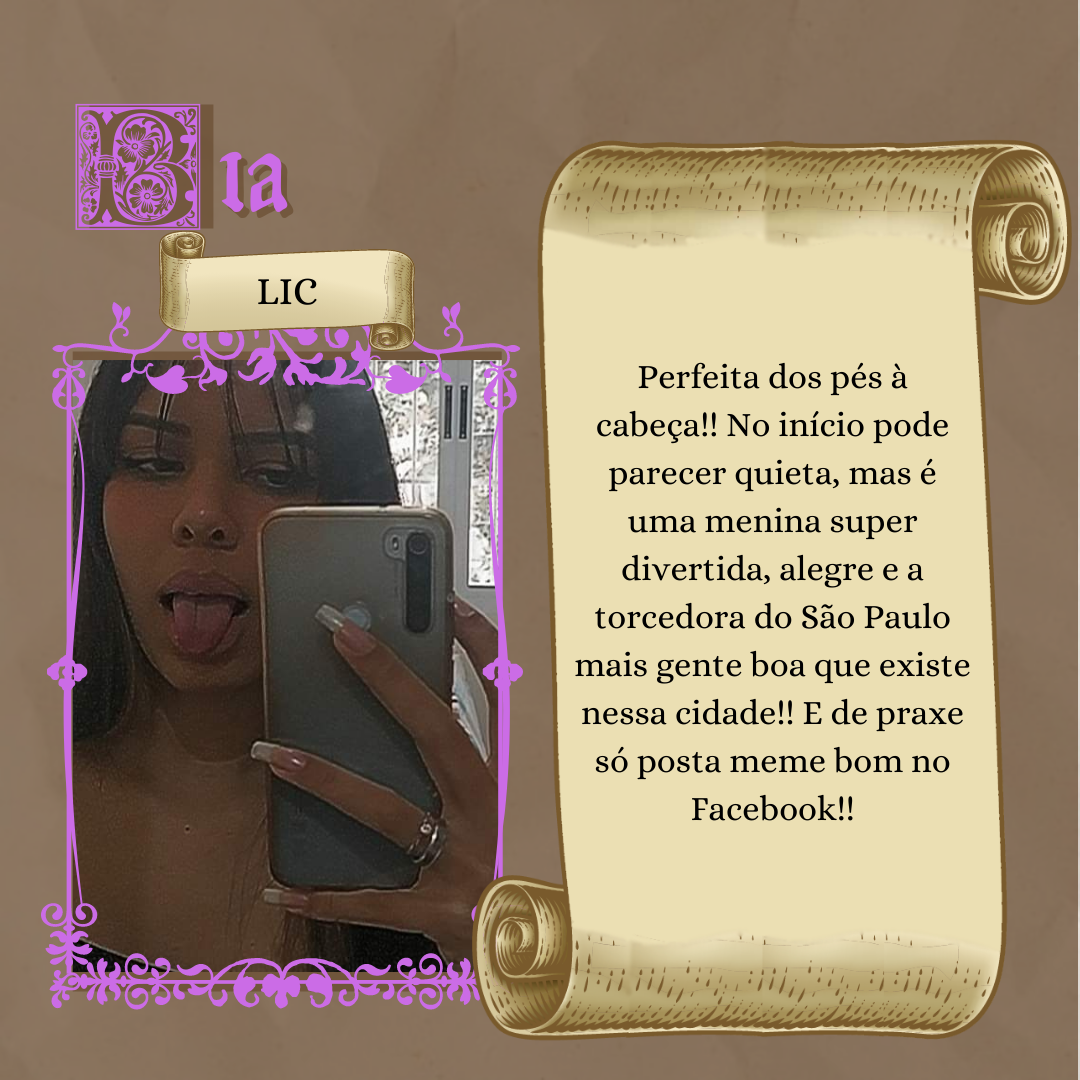 Bia
LIC
Perfeita dos pés à
cabeça!! No início pode
parecer quieta, mas é
uma menina super
divertida, alegre e a
torcedora do São Paulo
mais gente boa que existe
nessa cidade!! E de praxe
só posta meme bom no
Facebook!!